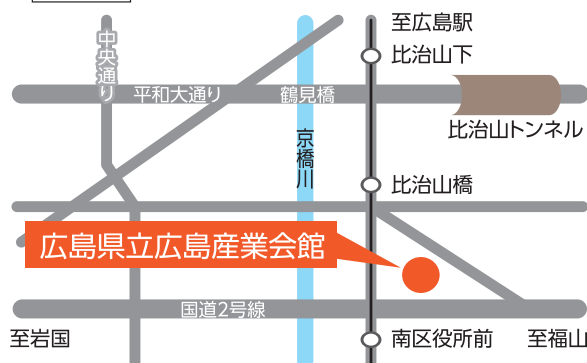 至広島駅
中央通り
比治山下
平和大通り
鶴見橋
比治山トンネル
京橋川
比治山橋
広島県立広島産業会館
国道2号線
至岩国
南区役所前
至福山